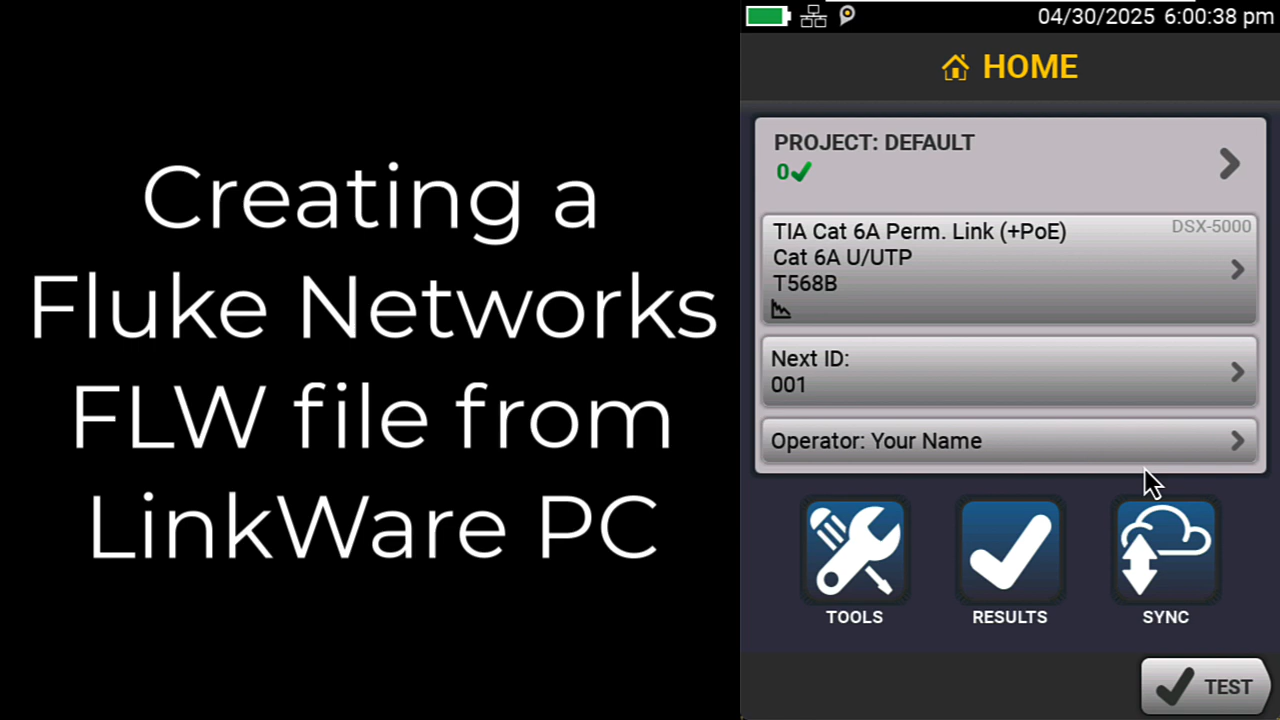 Creating a
Fluke Networks
FLW file from
LinkWare PC
04/30/2025 6:00:38 pm
HOME
PROJECT: DEFAULT
0
TIA Cat 6A Perm. Link (+PoE)
DSX-5000
Cat 6A U/UTP
T568B
Next ID:
001
Operator: Your Name
TOOLS
RESULTS
SYNC
TEST